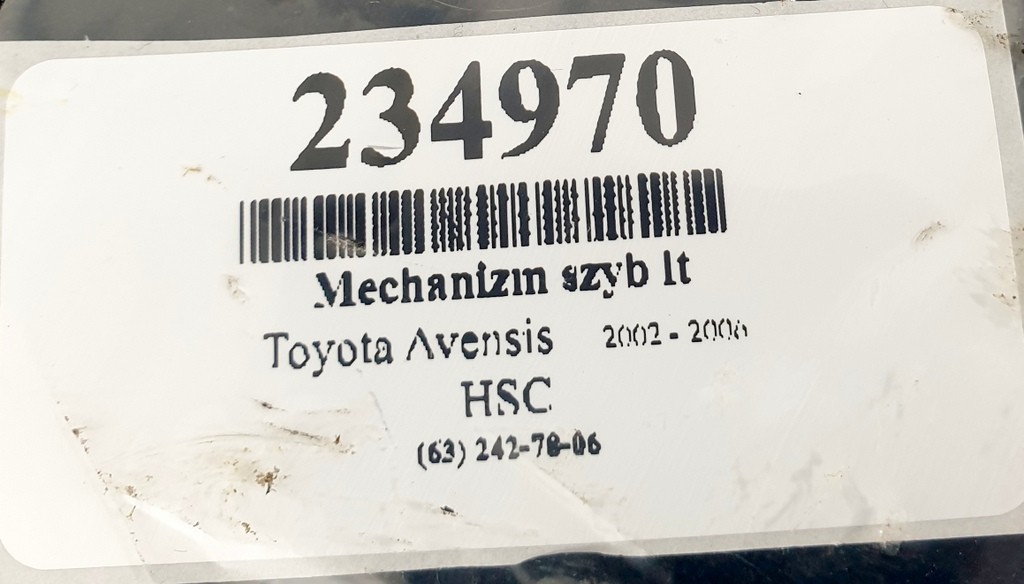 234970
Mechanizm szyb lt
Toyota Avensis 2002 - 2006
HSC
(63) 242-78-06